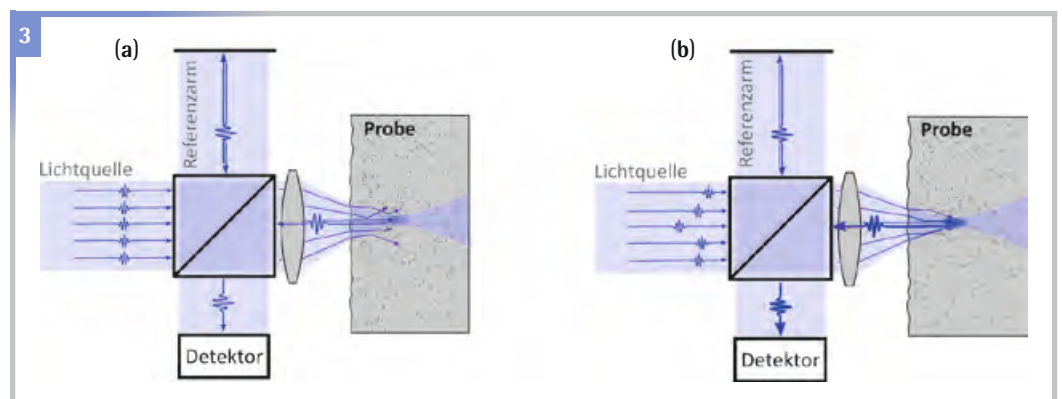 3
(a)
Referenzarm
Probe
Lichtquelle
Detektor
(b)
Referenzarm
Probe
Lichtquelle
Detektor